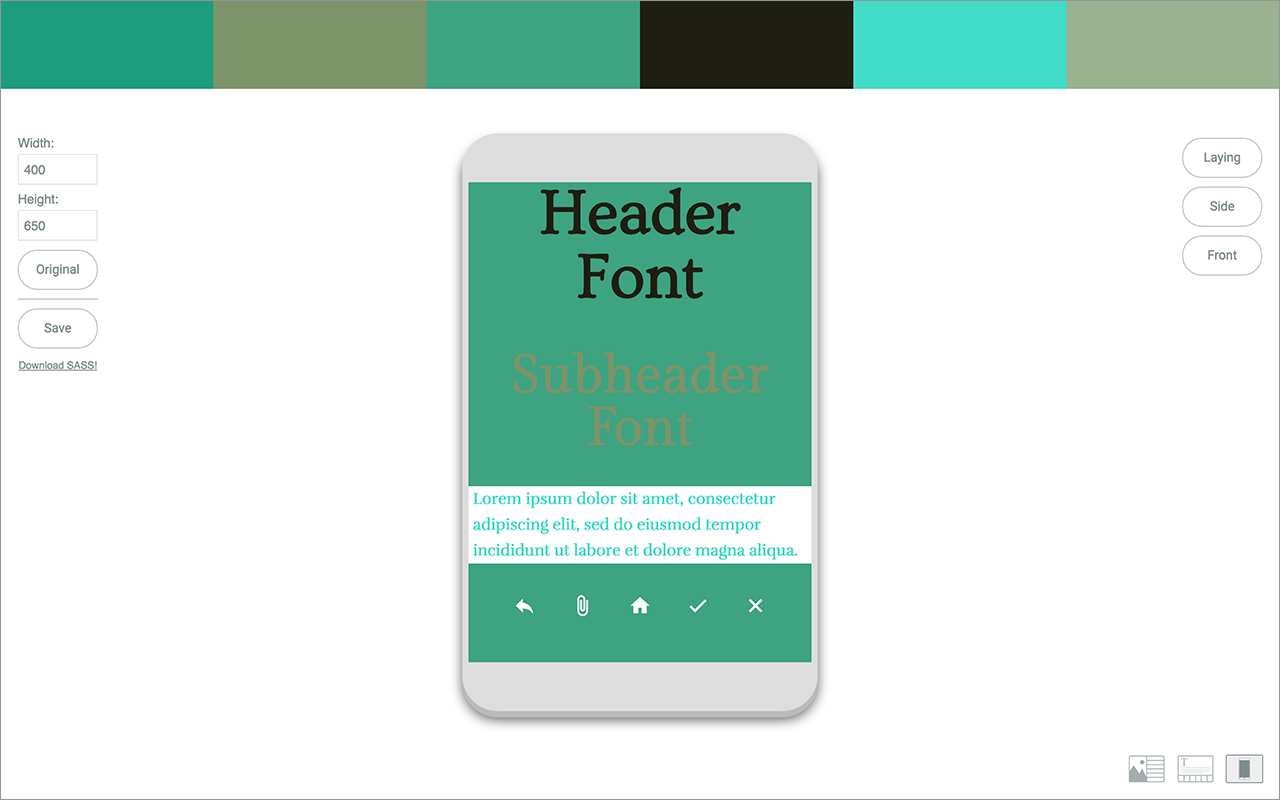 Width:
400
Height:
650
Original
Save
Download SASS!
Header
Font
Subheader
Font
Lorem ipsum dolor sit amet, consectetur
adipiscing elit, sed do eiusmod tempor
incididunt ut labore et dolore magna aliqua.
Laying
Side
Front
T